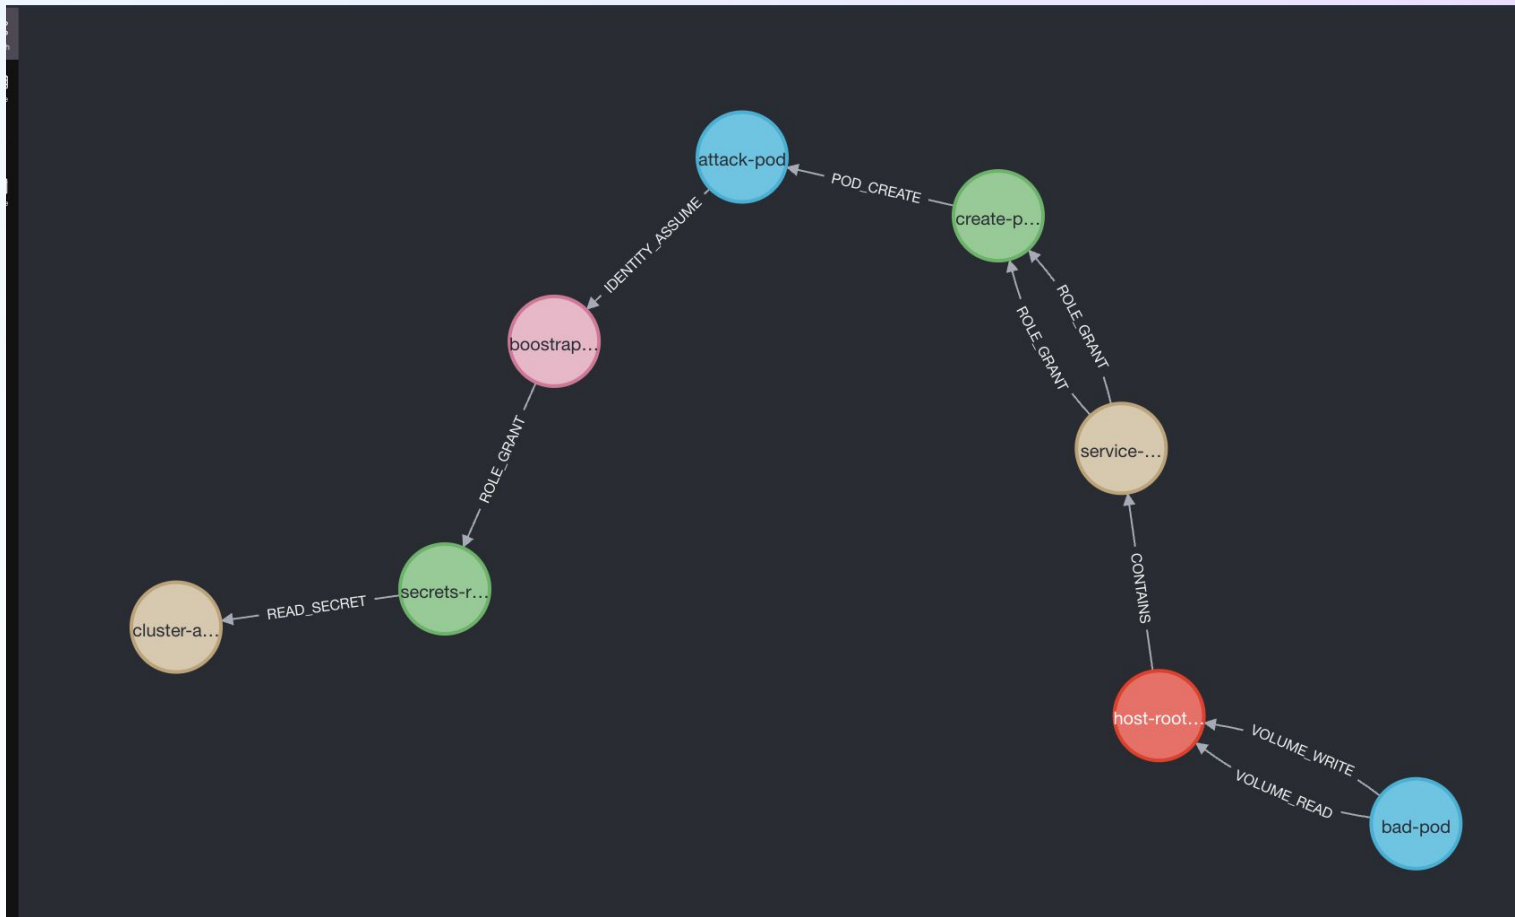 attack-pod
POD_CREATE
create-p...
IDENTITY_ASSUME
ROLE_GRANT
ROLE_GRANT
boostrap...
service-...
ROLE_GRANT
CONTAINS
secrets-r...
READ_SECRET
cluster-a...
host-root...
VOLUME_WRITE
VOLUME_READ
bad-pod